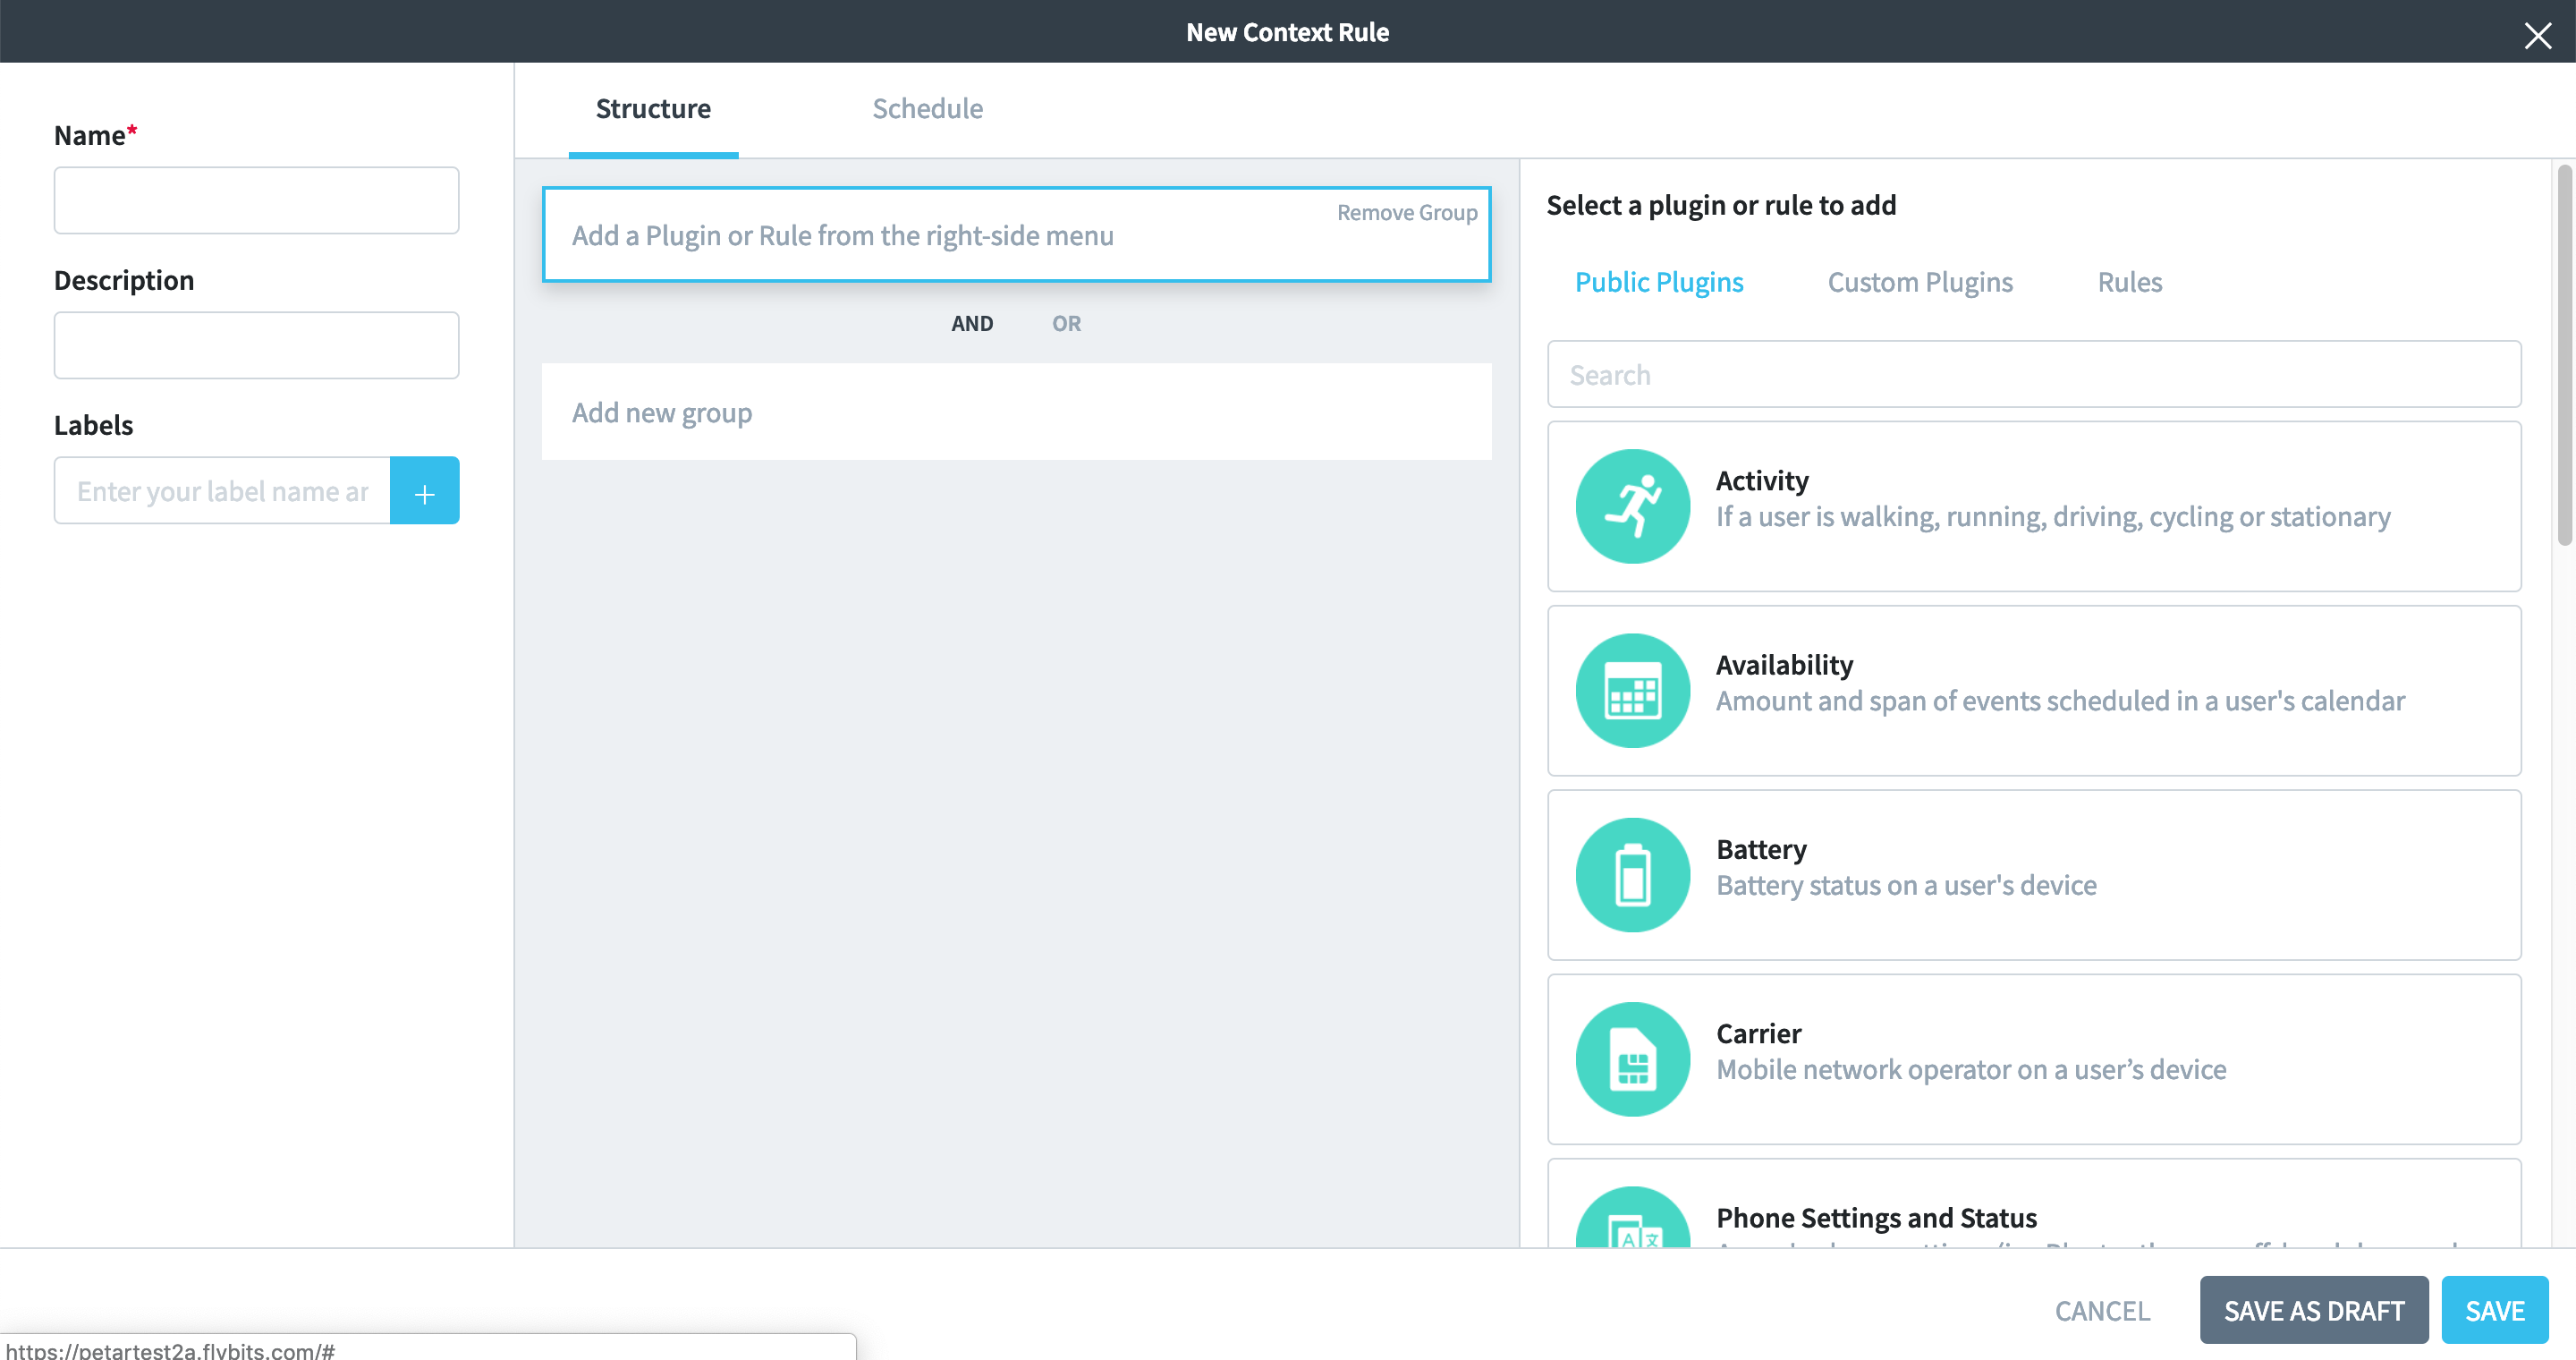 New Context Rule
Name*
Description
Labels
Enter your label name ar
+
Structure
Schedule
Remove Group
Add a Plugin or Rule from the right-side menu
AND
OR
Add new group
Select a plugin or rule to add
Public Plugins
Custom Plugins
Rules
Search
Activity
If a user is walking, running, driving, cycling or stationary
Availability
Amount and span of events scheduled in a user's calendar
Battery
Battery status on a user's device
Carrier
Mobile network operator on a user’s device
Phone Settings and Status
CANCEL
SAVE AS DRAFT
SAVE
https://petartest2a.flybits.com/#